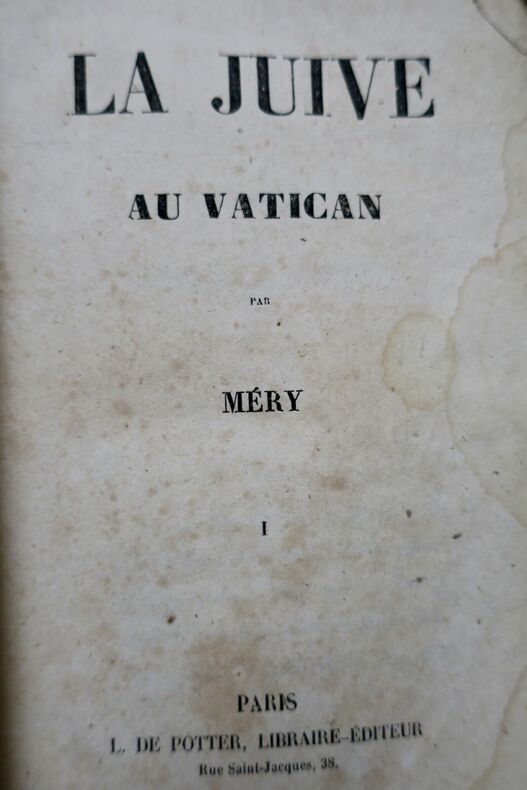 LA JUIVE
AU VATICAN
PAR
MÉRY
I
PARIS
L. DE POTTER, LIBRAIRE-ÉDITEUR
Rue Saint-Jacques, 38.